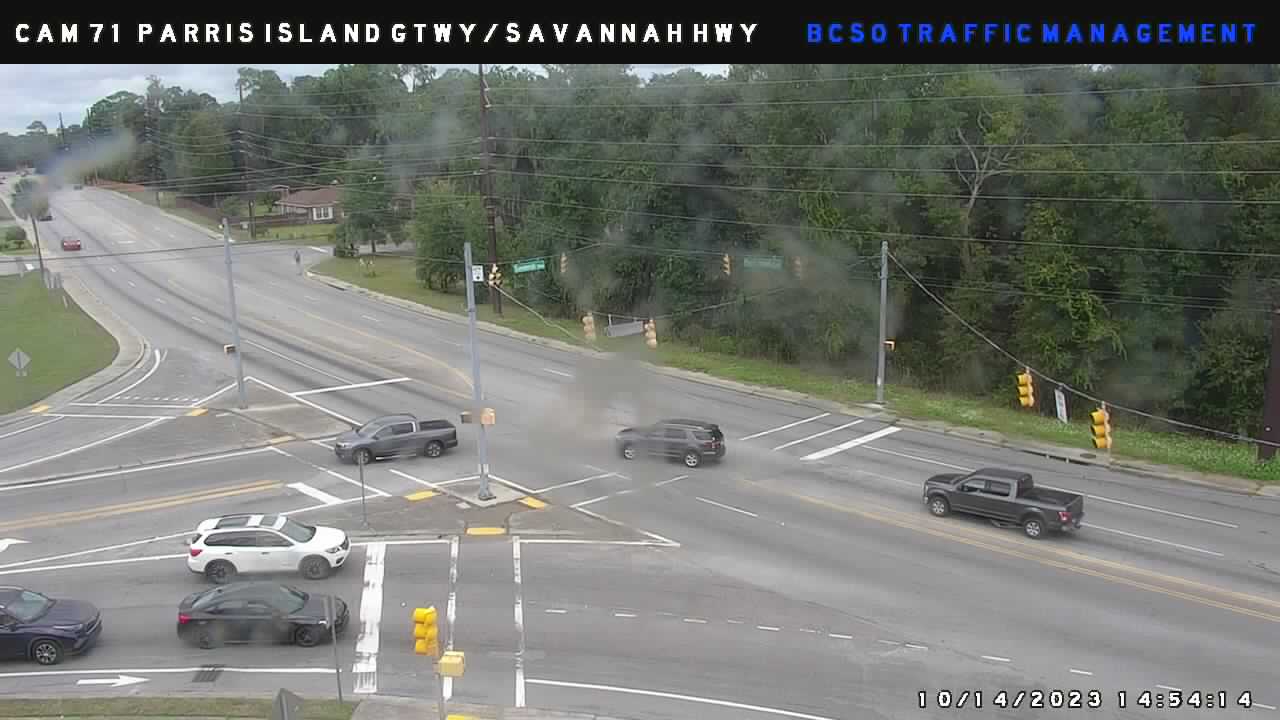 CAM 71 PARRIS ISLAND GTWY/SAVANNAH HWY BCSO TRAFFIC MANAGEMENT
10/14/2023 14:54:14